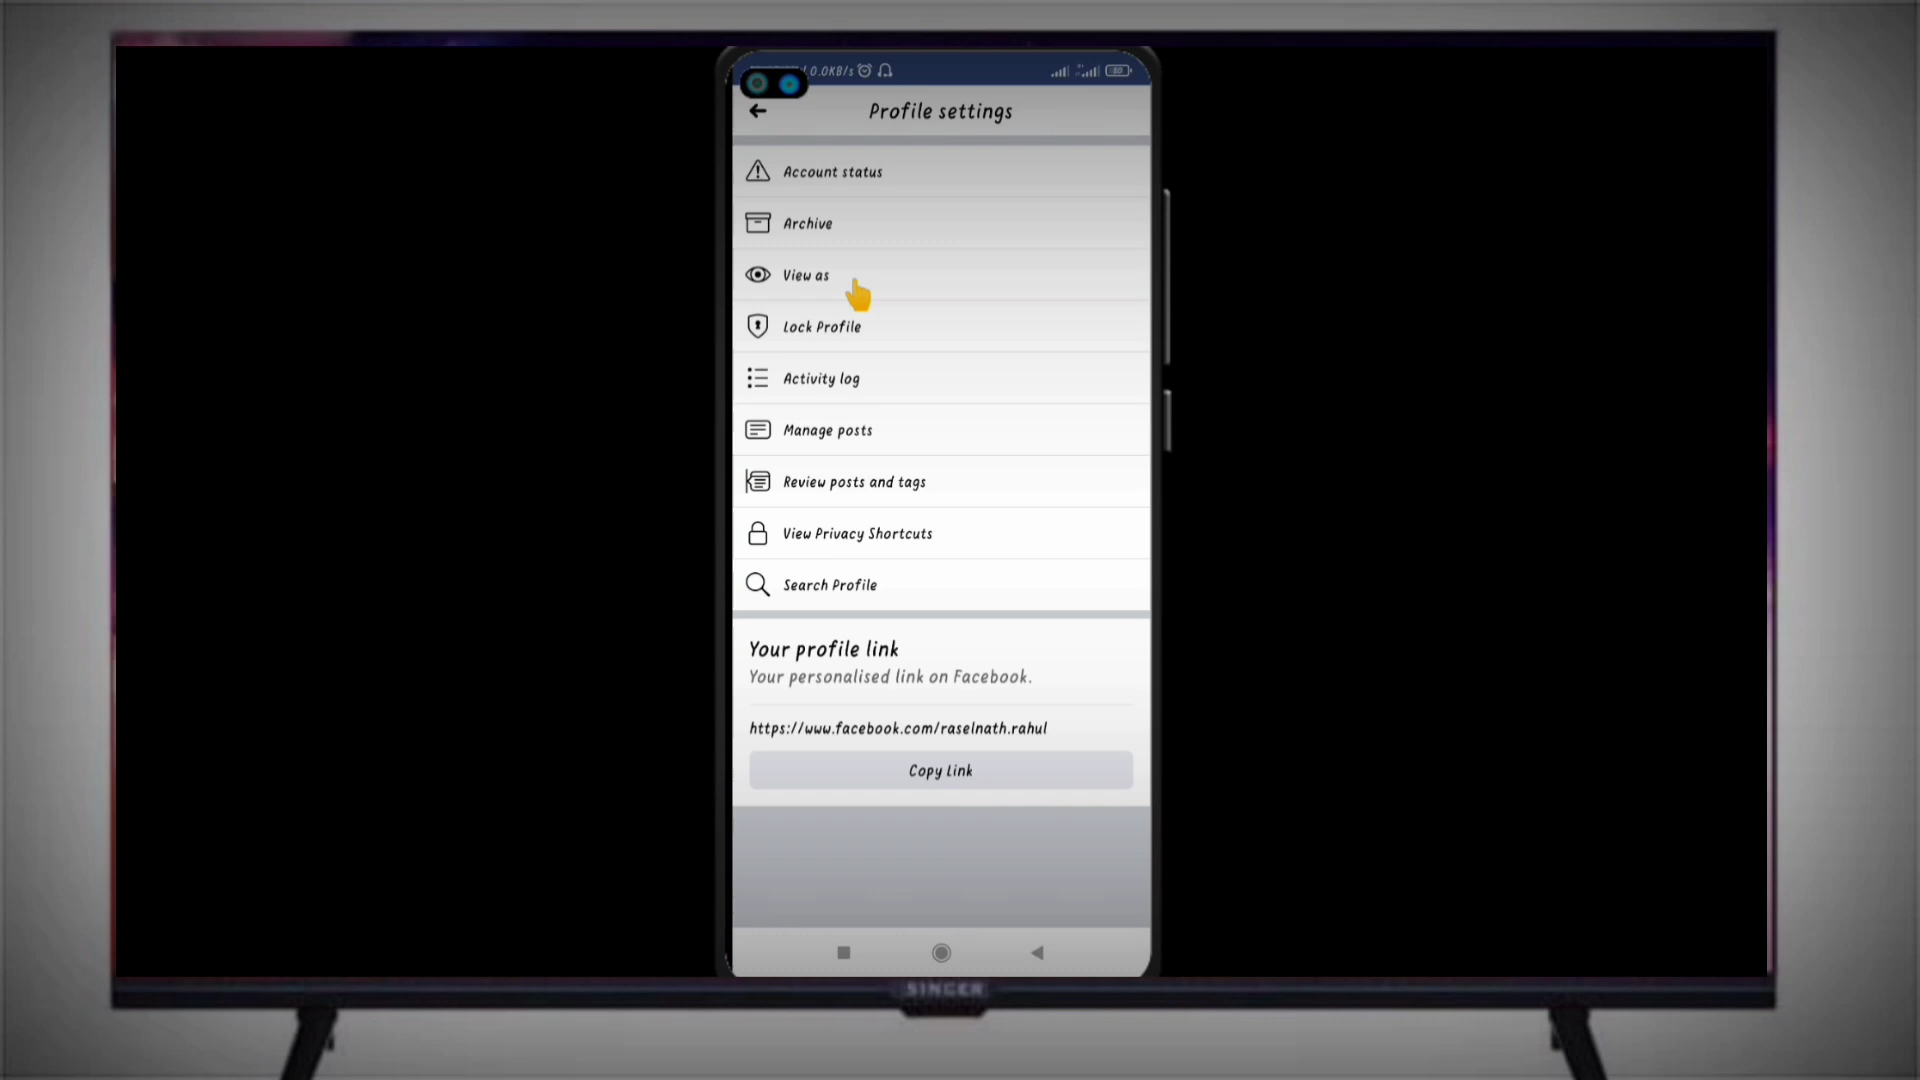 0.0KB/s
80
Profile settings
Account status
Archive
View as
Lock Profile
Activity log
Manage posts
Review posts and tags
View Privacy Shortcuts
Search Profile
Your profile link
Your personalised link on Facebook.
https://www.facebook.com/raselnath.rahul
Copy Link
SINGER